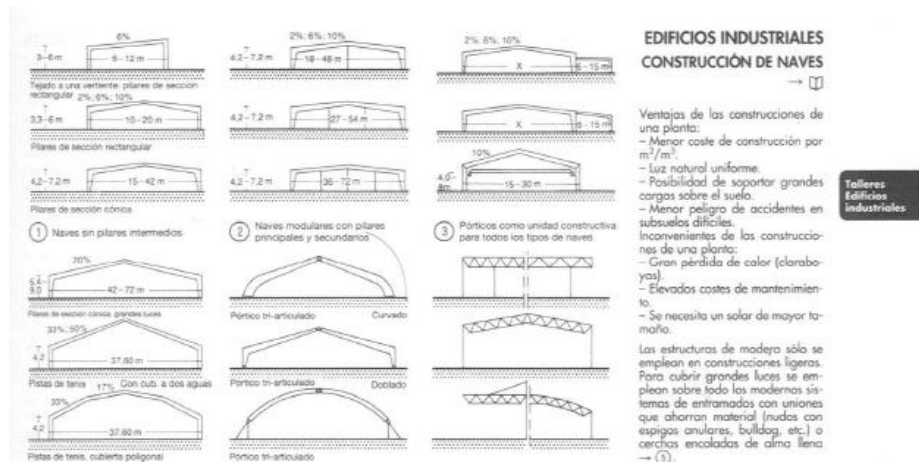 6%
3–6 m
6–12 m
Tejado a una vertiente: pilares de sección
rectangular
2%; 6%; 10%
3,3–6 m
10–20 m
Pilares de sección rectangular
4,2–7,2 m
15–42 m
Pilares de sección cónica
1 Naves sin pilares intermedios
2%; 6%; 10%
4,2–7,2 m
18–48 m
4,2–7,2 m
27–54 m
4,2–7,2 m
36–72 m
2 Naves modulares con pilares
principales y secundarios
2%; 6%; 10%
X
6–15 m
X
6–15 m
10%
4,0–
8m
15–30 m
3 Pórticos como unidad constructiva
para todos los tipos de naves
20%
5,4–
9,0
42–72 m
Pilares de sección cónica; grandes luces
33%; 50%
4,2
37,60 m
Pistas de tenis
Con cub. a dos aguas
17%
33%
4,2
37,60 m
Pistas de tenis, cubierta poligonal
Pórtico tri-articulado
Curvado
Pórtico tri-articulado
Doblado
Pórtico tri-articulado
EDIFICIOS INDUSTRIALES
CONSTRUCCIÓN DE NAVES
→
Ventajas de las construcciones de
una planta:
– Menor coste de construcción por
m²/m³.
– Luz natural uniforme.
– Posibilidad de soportar grandes
cargas sobre el suelo.
– Menor peligro de accidentes en
subsuelos difíciles.
Inconvenientes de las construccio-
nes de una planta:
– Gran pérdida de calor (clarabo-
yas).
– Elevados costes de mantenimien-
to.
– Se necesita un solar de mayor ta-
maño.
Las estructuras de madera sólo se
emplean en construcciones ligeras.
Para cubrir grandes luces se em-
plean sobre todo los modernos sis-
temas de entramados con uniones
que ahorran material (nudos con
espigas anulares, bulldog, etc.) o
cerchas encoladas de alma llena
→ 5.
Talleres
Edificios
industriales